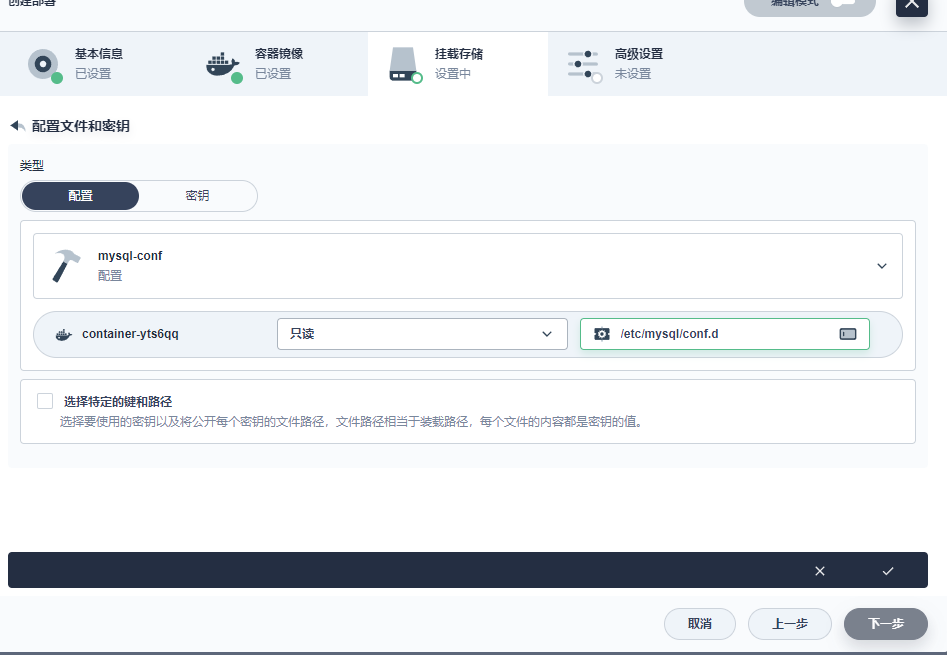 创建部署
编辑模式
基本信息
已设置
容器镜像
已设置
挂载存储
设置中
高级设置
未设置
配置文件和密钥
类型
配置 密钥
mysql-conf
配置
container-yts6qq 只读 /etc/mysql/conf.d
选择特定的键和路径
选择要使用的密钥以及将公开每个密钥的文件路径，文件路径相当于装载路径，每个文件的内容都是密钥的值。
取消 上一步 下一步